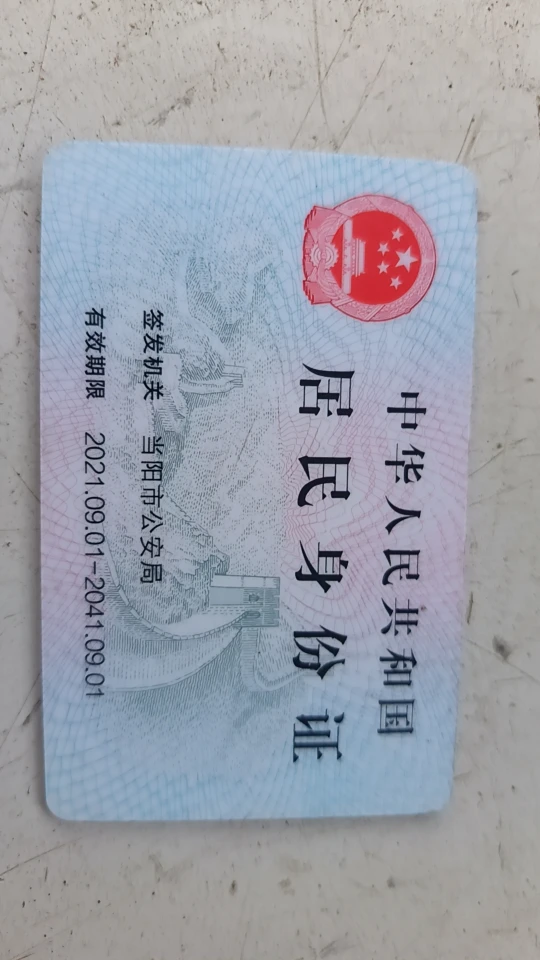 中华人民共和国
居民身份证
签发机关 当阳市公安局
有效期限 2021.09.01-2041.09.01